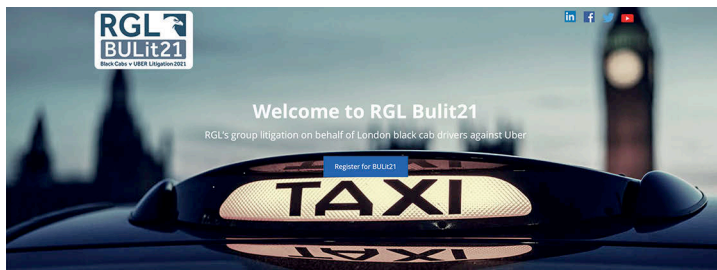 RGL
BULit21
Black Cabs v UBER Litigation 2021
Welcome to RGL Bulit21
RGL's group litigation on behalf of London black cab drivers against Uber
Register for BULit21
TAXI